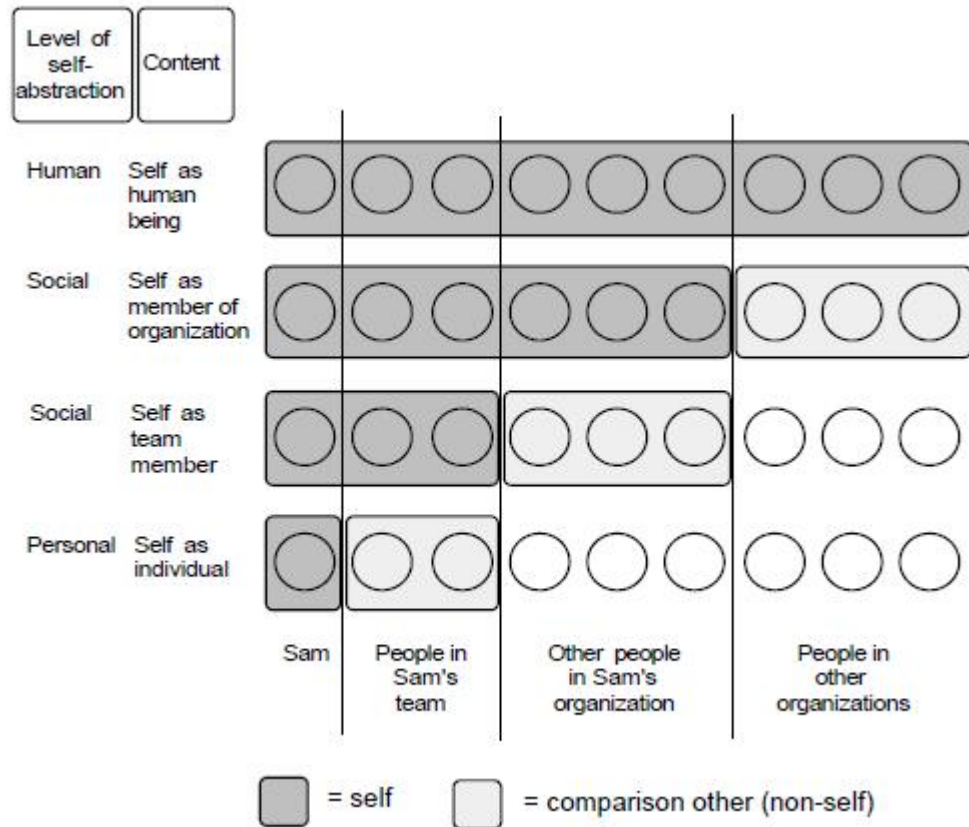 Level of
self-
abstraction
Content
Human
Self as
human
being
Social
Self as
member of
organization
Social
Self as
team
member
Personal
Self as
individual
Sam
People in
Sam's
team
Other people
in Sam's
organization
People in
other
organizations
= self
= comparison other (non-self)